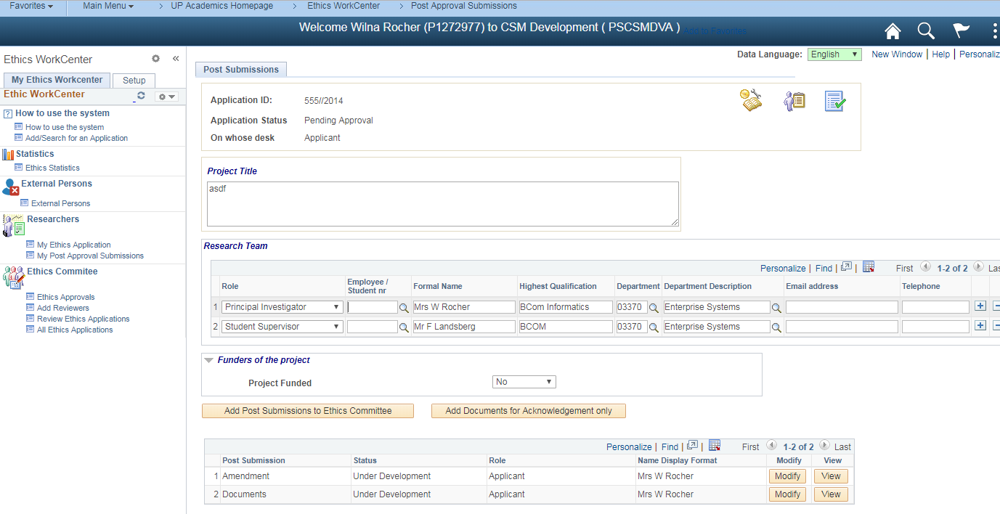 Favorites Main Menu > UP Academics Homepage > Ethics WorkCenter > Post Approval Submissions
Welcome Wilna Rocher (P1272977) to CSM Development ( PSCSMDVA ) Add to Favorites
Ethics WorkCenter «
Data Language: English New Window | Help | Personaliz
My Ethics Workcenter Setup
Ethic WorkCenter
How to use the system
How to use the system
Add/Search for an Application
Statistics
Ethics Statistics
External Persons
External Persons
Researchers
My Ethics Application
My Post Approval Submissions
Ethics Commitee
Ethics Approvals
Add Reviewers
Review Ethics Applications
All Ethics Applications
Post Submissions
Application ID: 555//2014
Application Status Pending Approval
On whose desk Applicant
Project Title
asdf
Research Team
Personalize | Find | | First 1-2 of 2 Las
Role Employee / Student nr Formal Name Highest Qualification Department Department Description Email address Telephone
1 Principal Investigator Mrs W Rocher BCom Informatics 03370 Enterprise Systems
2 Student Supervisor Mr F Landsberg BCOM 03370 Enterprise Systems
Funders of the project
Project Funded No
Add Post Submissions to Ethics Committee Add Documents for Acknowledgement only
Personalize | Find | | First 1-2 of 2 Last
Post Submission Status Role Name Display Format Modify View
1 Amendment Under Development Applicant Mrs W Rocher Modify View
2 Documents Under Development Applicant Mrs W Rocher Modify View